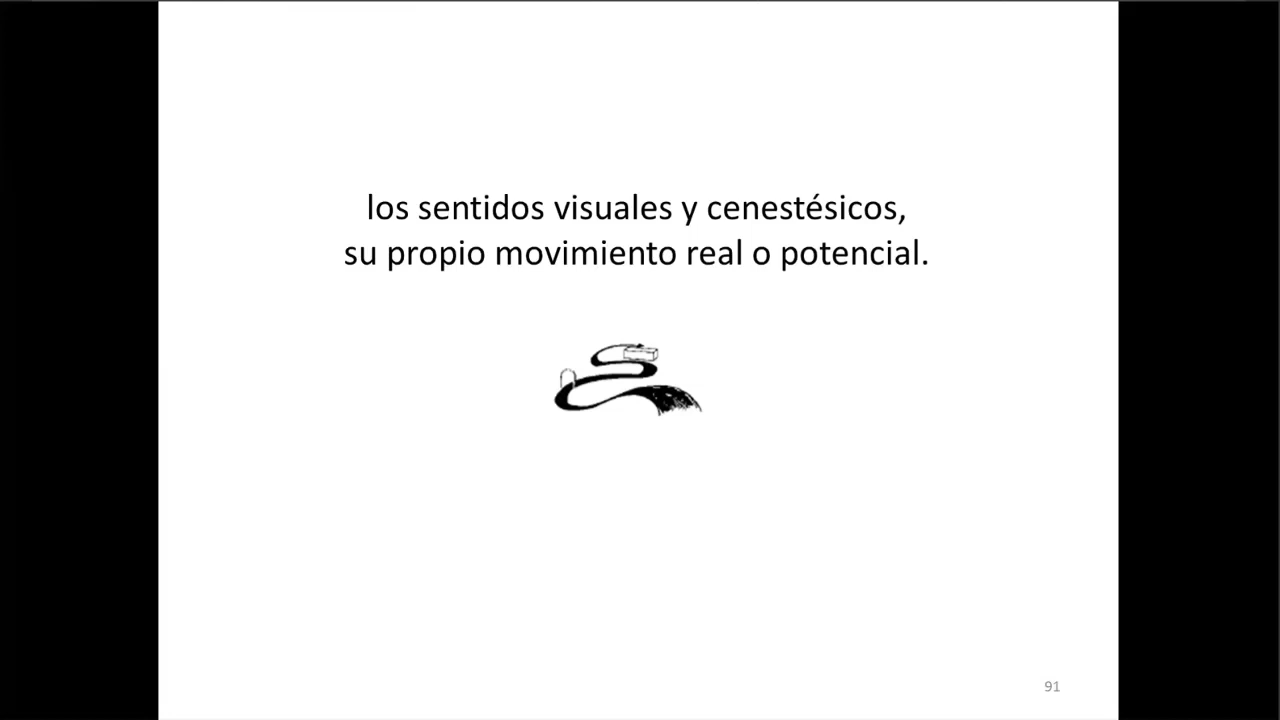 los sentidos visuales y cenestésicos,
su propio movimiento real o potencial.
91